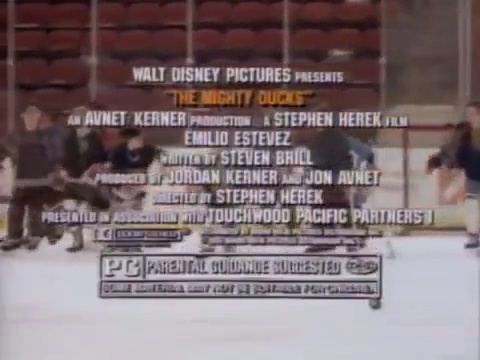 WALT DISNEY PICTURES PRESENTS
"THE MIGHTY DUCKS"
AN AVNET KERNER PRODUCTION A STEPHEN HEREK FILM
EMILIO ESTEVEZ
WRITTEN BY STEVEN BRILL
PRODUCED BY JORDAN KERNER AND JON AVNET
DIRECTED BY STEPHEN HEREK
PRESENTED IN ASSOCIATION WITH TOUCHWOOD PACIFIC PARTNERS I
PG PARENTAL GUIDANCE SUGGESTED
SOME MATERIAL MAY NOT BE SUITABLE FOR CHILDREN